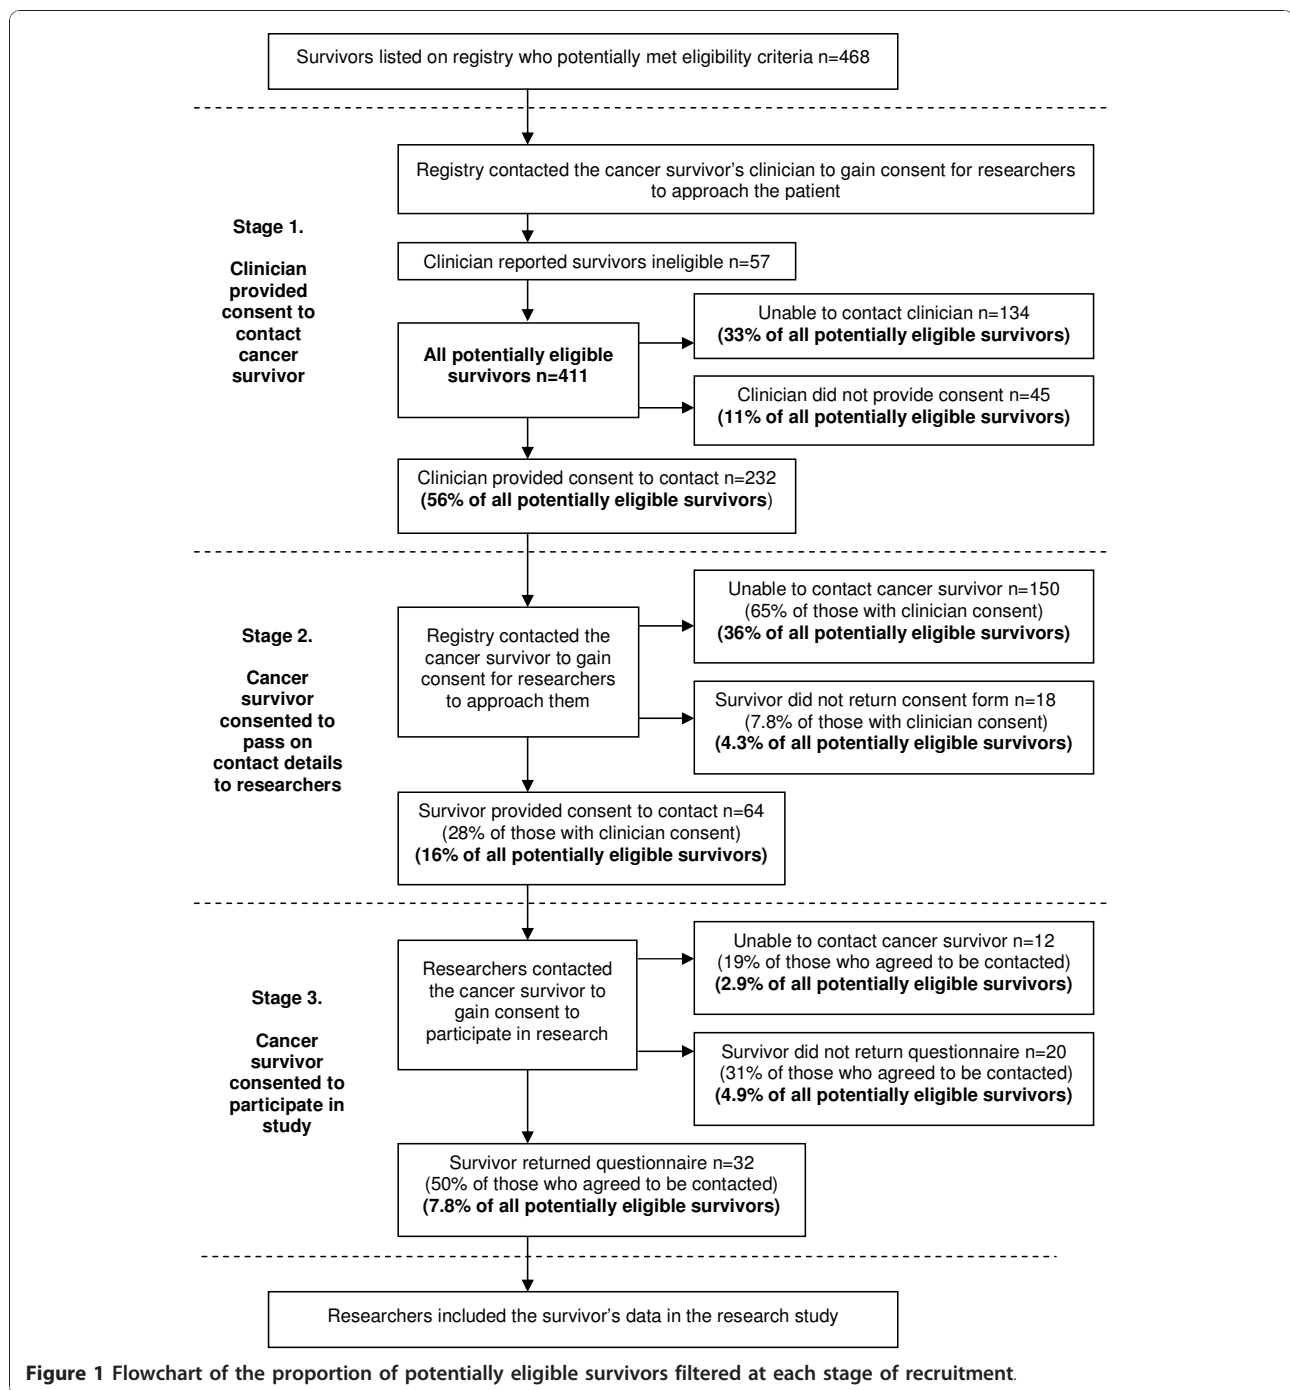 Survivors listed on registry who potentially met eligibility criteria n=468
Registry contacted the cancer survivor's clinician to gain consent for researchers
to approach the patient
Stage 1.
Clinician
provided
consent to
contact
cancer
survivor
Clinician reported survivors ineligible n=57
Unable to contact clinician n=134
(33% of all potentially eligible survivors)
All potentially eligible
survivors n=411
Clinician did not provide consent n=45
(11% of all potentially eligible survivors)
Clinician provided consent to contact n=232
(56% of all potentially eligible survivors)
Stage 2.
Cancer
survivor
consented to
pass on
contact details
to researchers
Registry contacted the
cancer survivor to gain
consent for researchers
to approach them
Unable to contact cancer survivor n=150
(65% of those with clinician consent)
(36% of all potentially eligible survivors)
Survivor did not return consent form n=18
(7.8% of those with clinician consent)
(4.3% of all potentially eligible survivors)
Survivor provided consent to contact n=64
(28% of those with clinician consent)
(16% of all potentially eligible survivors)
Stage 3.
Cancer
survivor
consented to
participate in
study
Researchers contacted
the cancer survivor to
gain consent to
participate in research
Unable to contact cancer survivor n=12
(19% of those who agreed to be contacted)
(2.9% of all potentially eligible survivors)
Survivor did not return questionnaire n=20
(31% of those who agreed to be contacted)
(4.9% of all potentially eligible survivors)
Survivor returned questionnaire n=32
(50% of those who agreed to be contacted)
(7.8% of all potentially eligible survivors)
Researchers included the survivor's data in the research study
Figure 1 Flowchart of the proportion of potentially eligible survivors filtered at each stage of recruitment.